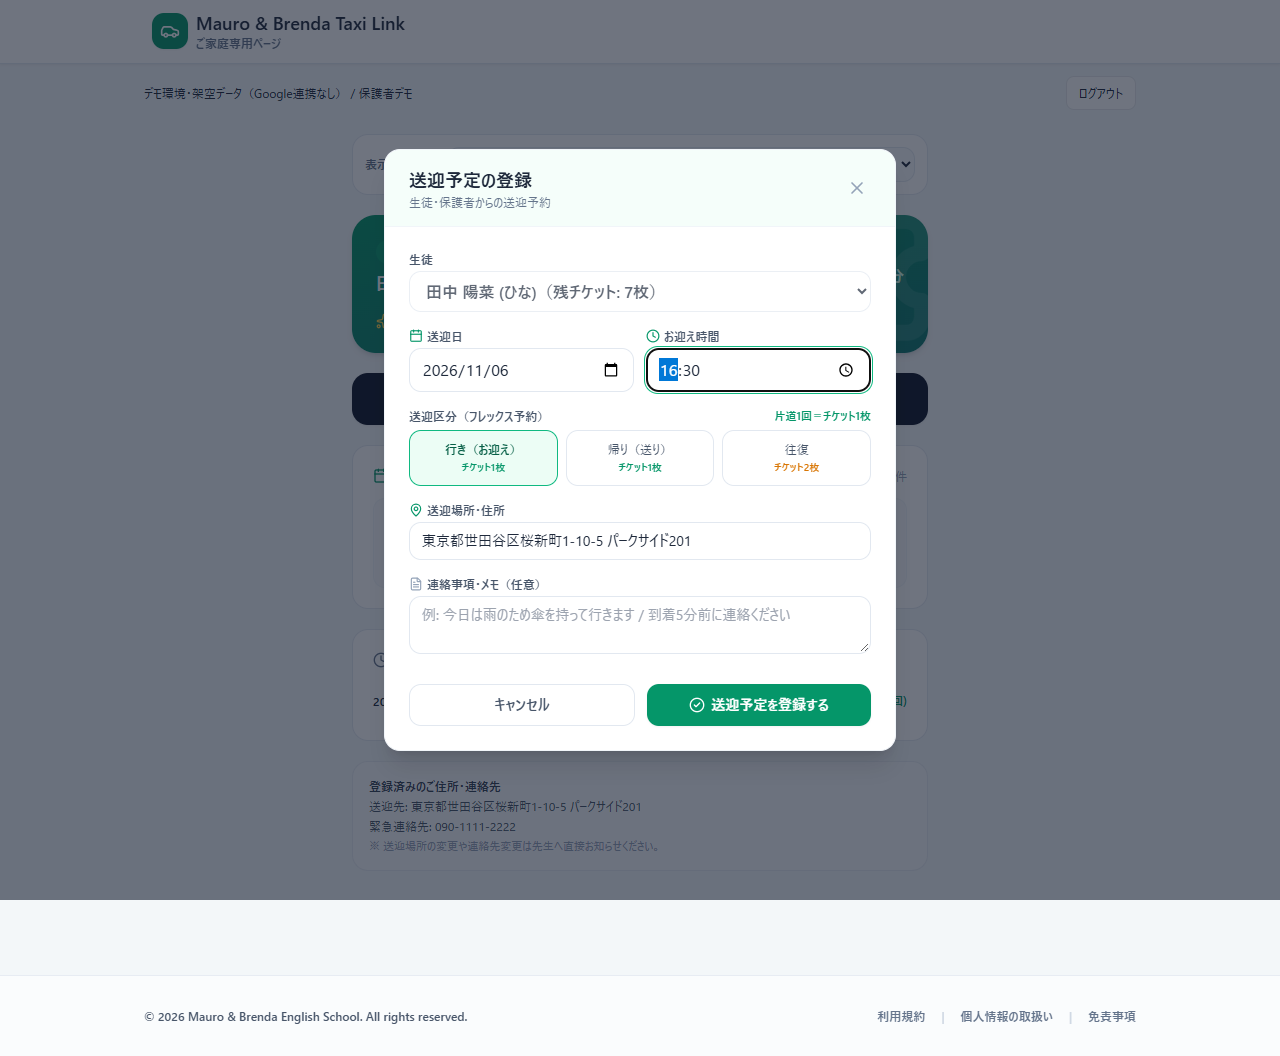 Mauro & Brenda Taxi Link
ご家庭専用ページ
デモ環境・架空データ（Google連携なし） / 保護者デモ
ログアウト
送迎予定の登録
生徒・保護者からの送迎予約
生徒
田中 陽菜 (ひな)（残チケット: 7枚）
送迎日
お迎え時間
2026/11/06
16:30
送迎区分（フレックス予約）
片道1回＝チケット1枚
行き（お迎え）
チケット1枚
帰り（送り）
チケット1枚
往復
チケット2枚
送迎場所・住所
東京都世田谷区桜新町1-10-5 パークサイド201
連絡事項・メモ（任意）
例: 今日は雨のため傘を持って行きます / 到着5分前に連絡ください
キャンセル
送迎予定を登録する
登録済みのご住所・連絡先
送迎先: 東京都世田谷区桜新町1-10-5 パークサイド201
緊急連絡先: 090-1111-2222
※ 送迎場所の変更や連絡先変更は先生へ直接お知らせください。
© 2026 Mauro & Brenda English School. All rights reserved.
利用規約 | 個人情報の取扱い | 免責事項